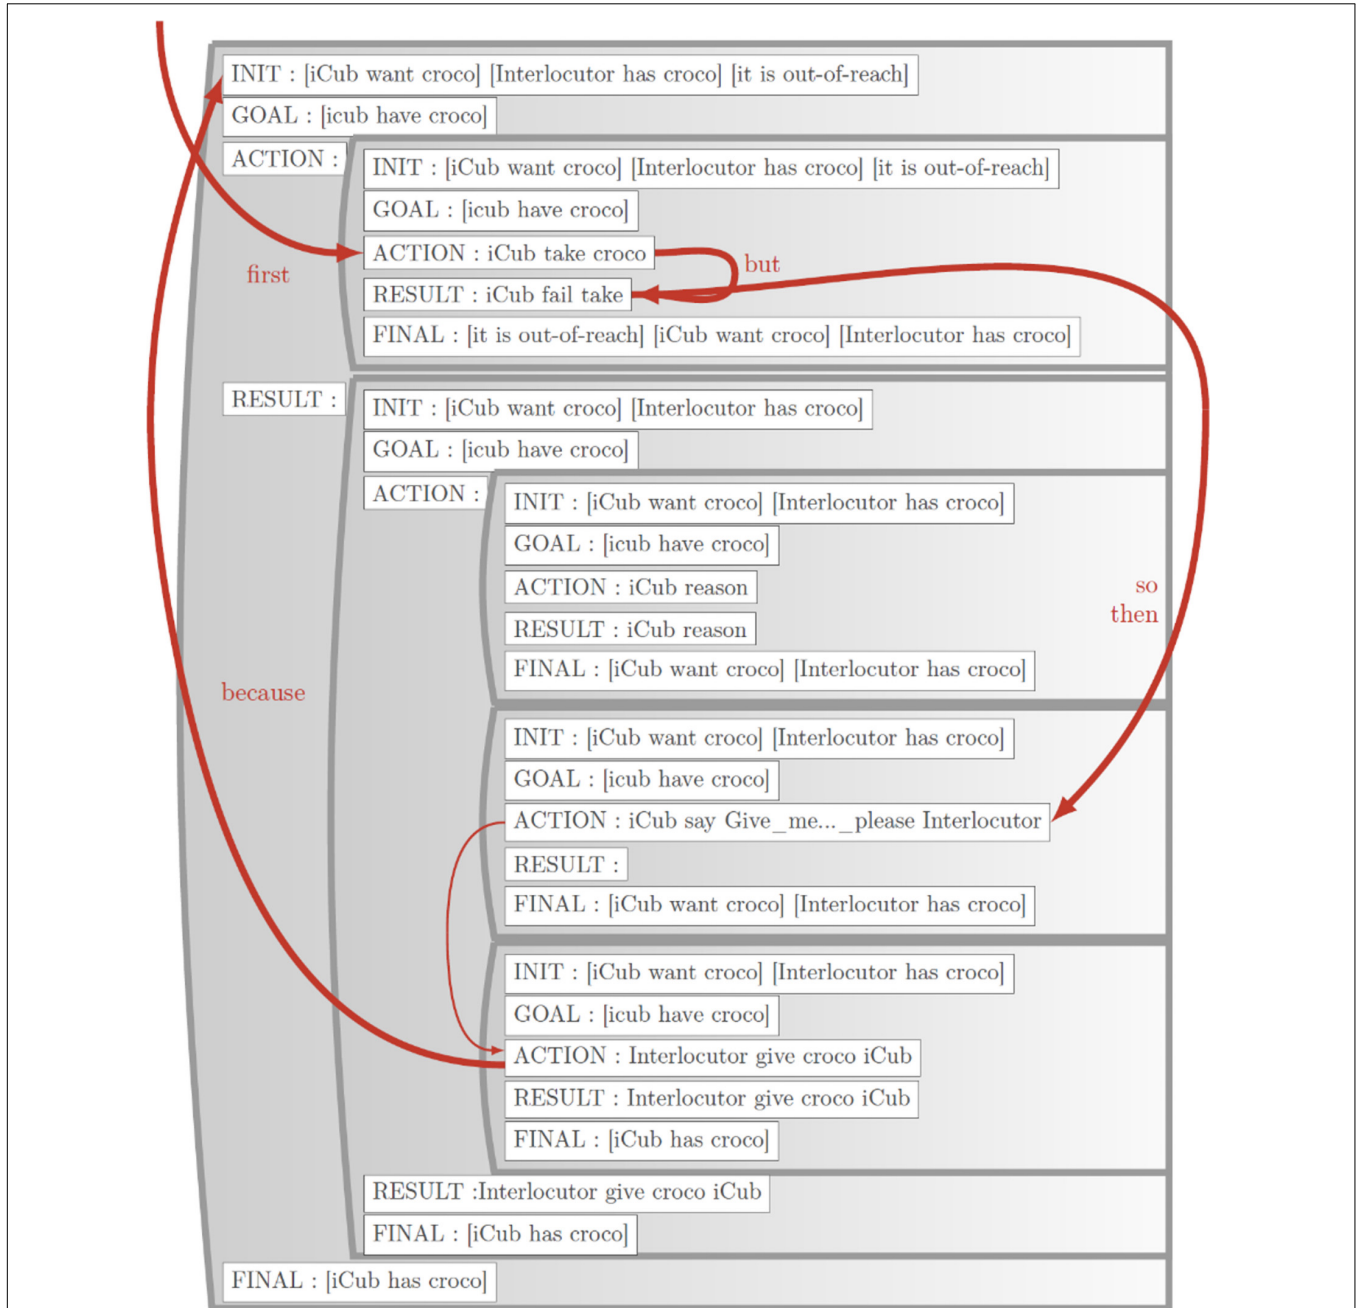 INIT : [iCub want croco] [Interlocutor has croco] [it is out-of-reach]
GOAL : [icub have croco]
ACTION :
INIT : [iCub want croco] [Interlocutor has croco] [it is out-of-reach]
GOAL : [icub have croco]
ACTION : iCub take croco
but
first
RESULT : iCub fail take
FINAL : [it is out-of-reach] [iCub want croco] [Interlocutor has croco]
RESULT :
INIT : [iCub want croco] [Interlocutor has croco]
GOAL : [icub have croco]
ACTION :
INIT : [iCub want croco] [Interlocutor has croco]
GOAL : [icub have croco]
ACTION : iCub reason
so
then
RESULT : iCub reason
FINAL : [iCub want croco] [Interlocutor has croco]
because
INIT : [iCub want croco] [Interlocutor has croco]
GOAL : [icub have croco]
ACTION : iCub say Give_me..._please Interlocutor
RESULT :
FINAL : [iCub want croco] [Interlocutor has croco]
INIT : [iCub want croco] [Interlocutor has croco]
GOAL : [icub have croco]
ACTION : Interlocutor give croco iCub
RESULT : Interlocutor give croco iCub
FINAL : [iCub has croco]
RESULT :Interlocutor give croco iCub
FINAL : [iCub has croco]
FINAL : [iCub has croco]